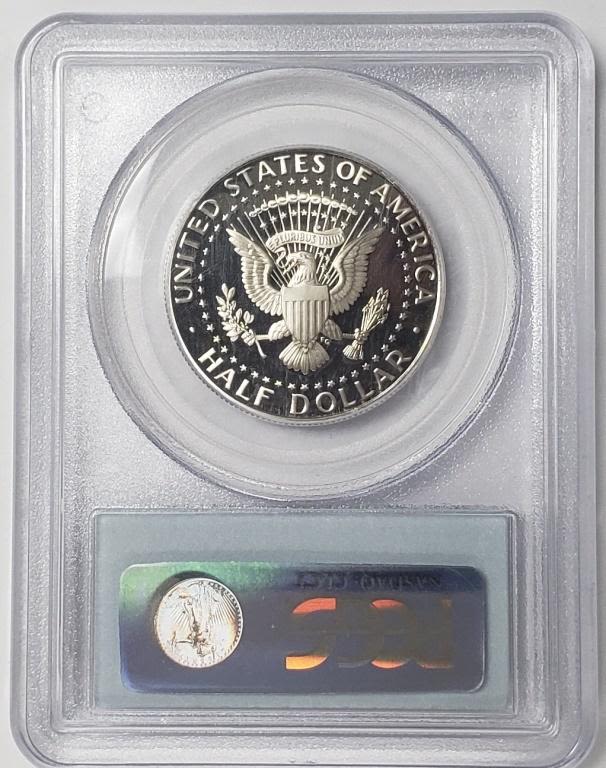 UNITED STATES OF AMERICA
E PLURIBUS UNUM
· HALF DOLLAR ·
PCGS